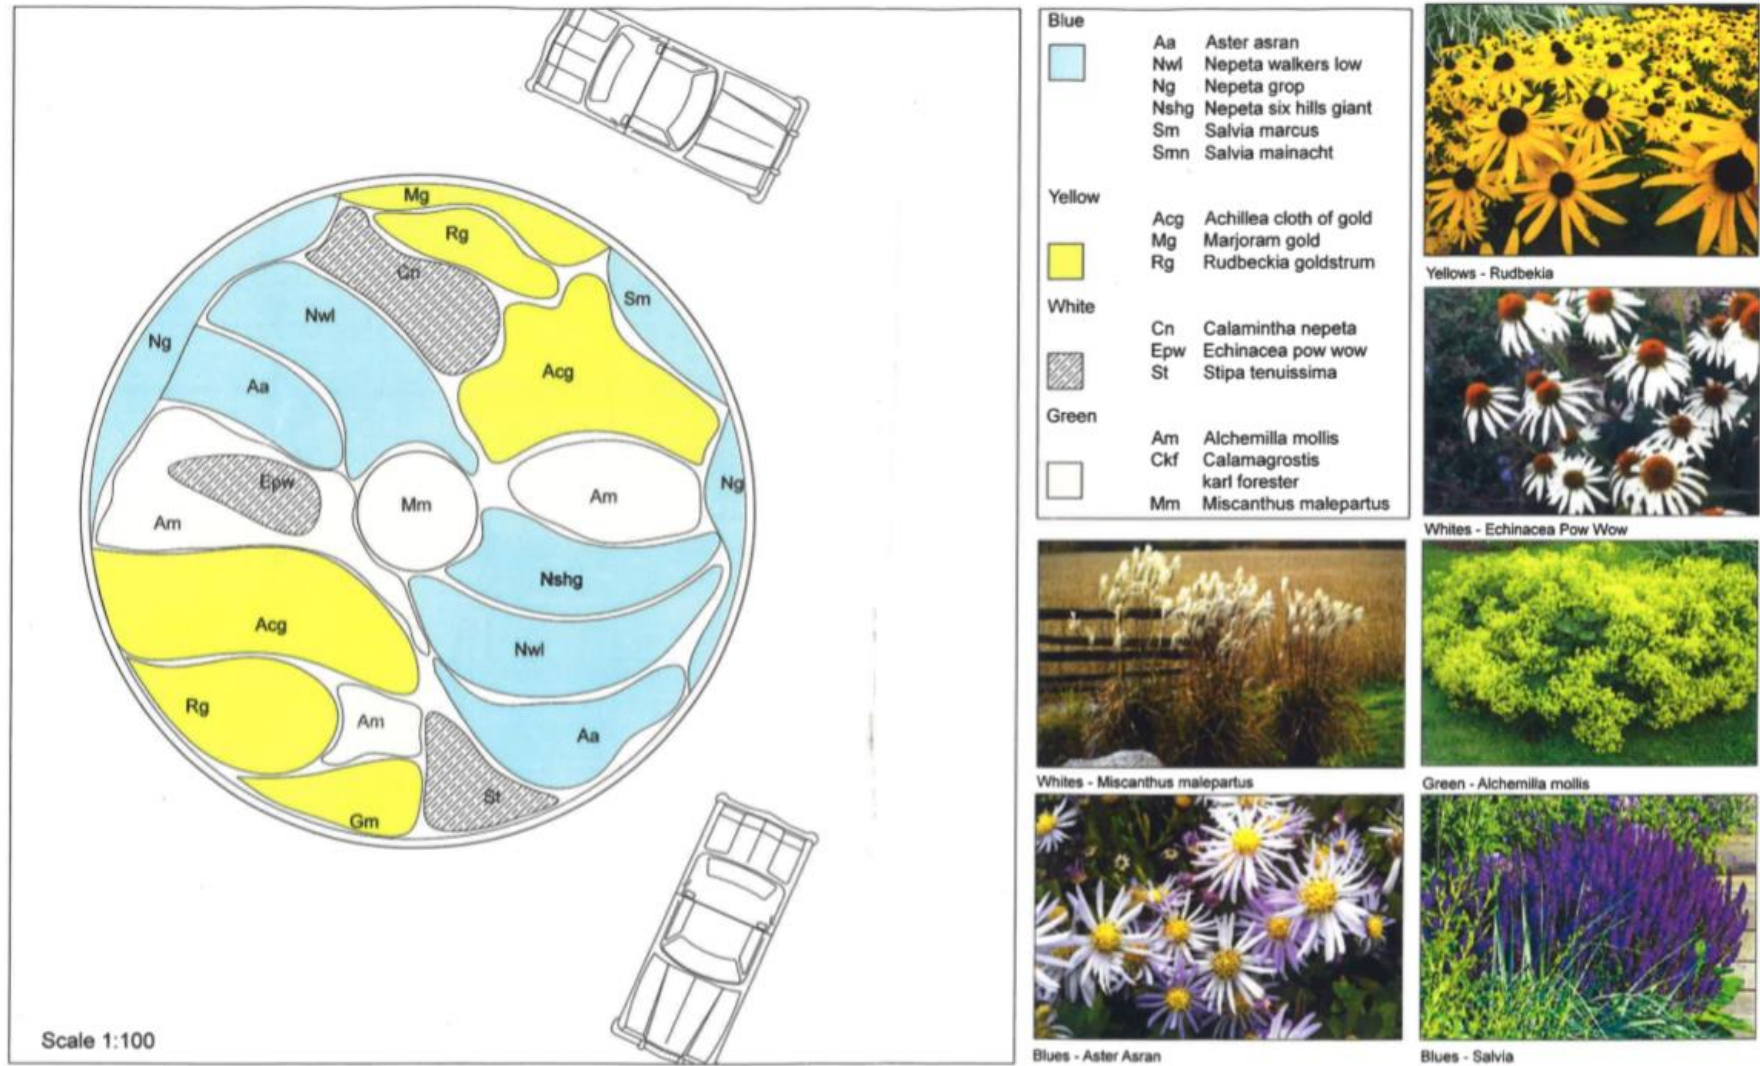 Mg
Rg
Cn
Sm
Nwl
Ng
Acg
Aa
Epw
Ng
Am
Mm
Am
Nshg
Acg
Nwl
Rg
Am
Aa
St
Gm
Scale 1:100
Blue
Aa Aster asran
Nwl Nepeta walkers low
Ng Nepeta grop
Nshg Nepeta six hills giant
Sm Salvia marcus
Smn Salvia mainacht
Yellow
Acg Achillea cloth of gold
Mg Marjoram gold
Rg Rudbeckia goldstrum
White
Cn Calamintha nepeta
Epw Echinacea pow wow
St Stipa tenuissima
Green
Am Alchemilla mollis
Ckf Calamagrostis
karl forester
Mm Miscanthus malepartus
Yellows - Rudbekia
Whites - Echinacea Pow Wow
Whites - Miscanthus malepartus
Green - Alchemilla mollis
Blues - Aster Asran
Blues - Salvia